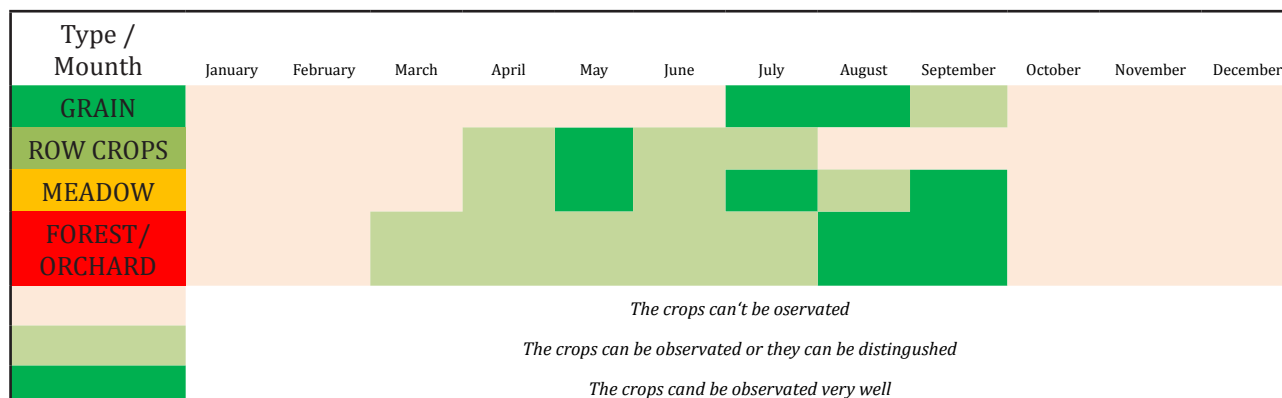 Type /
Mounth
January February March April May June July August September October November December
GRAIN
ROW CROPS
MEADOW
FOREST/
ORCHARD
The crops can‘t be oservated
The crops can be observated or they can be distingushed
The crops cand be observated very well